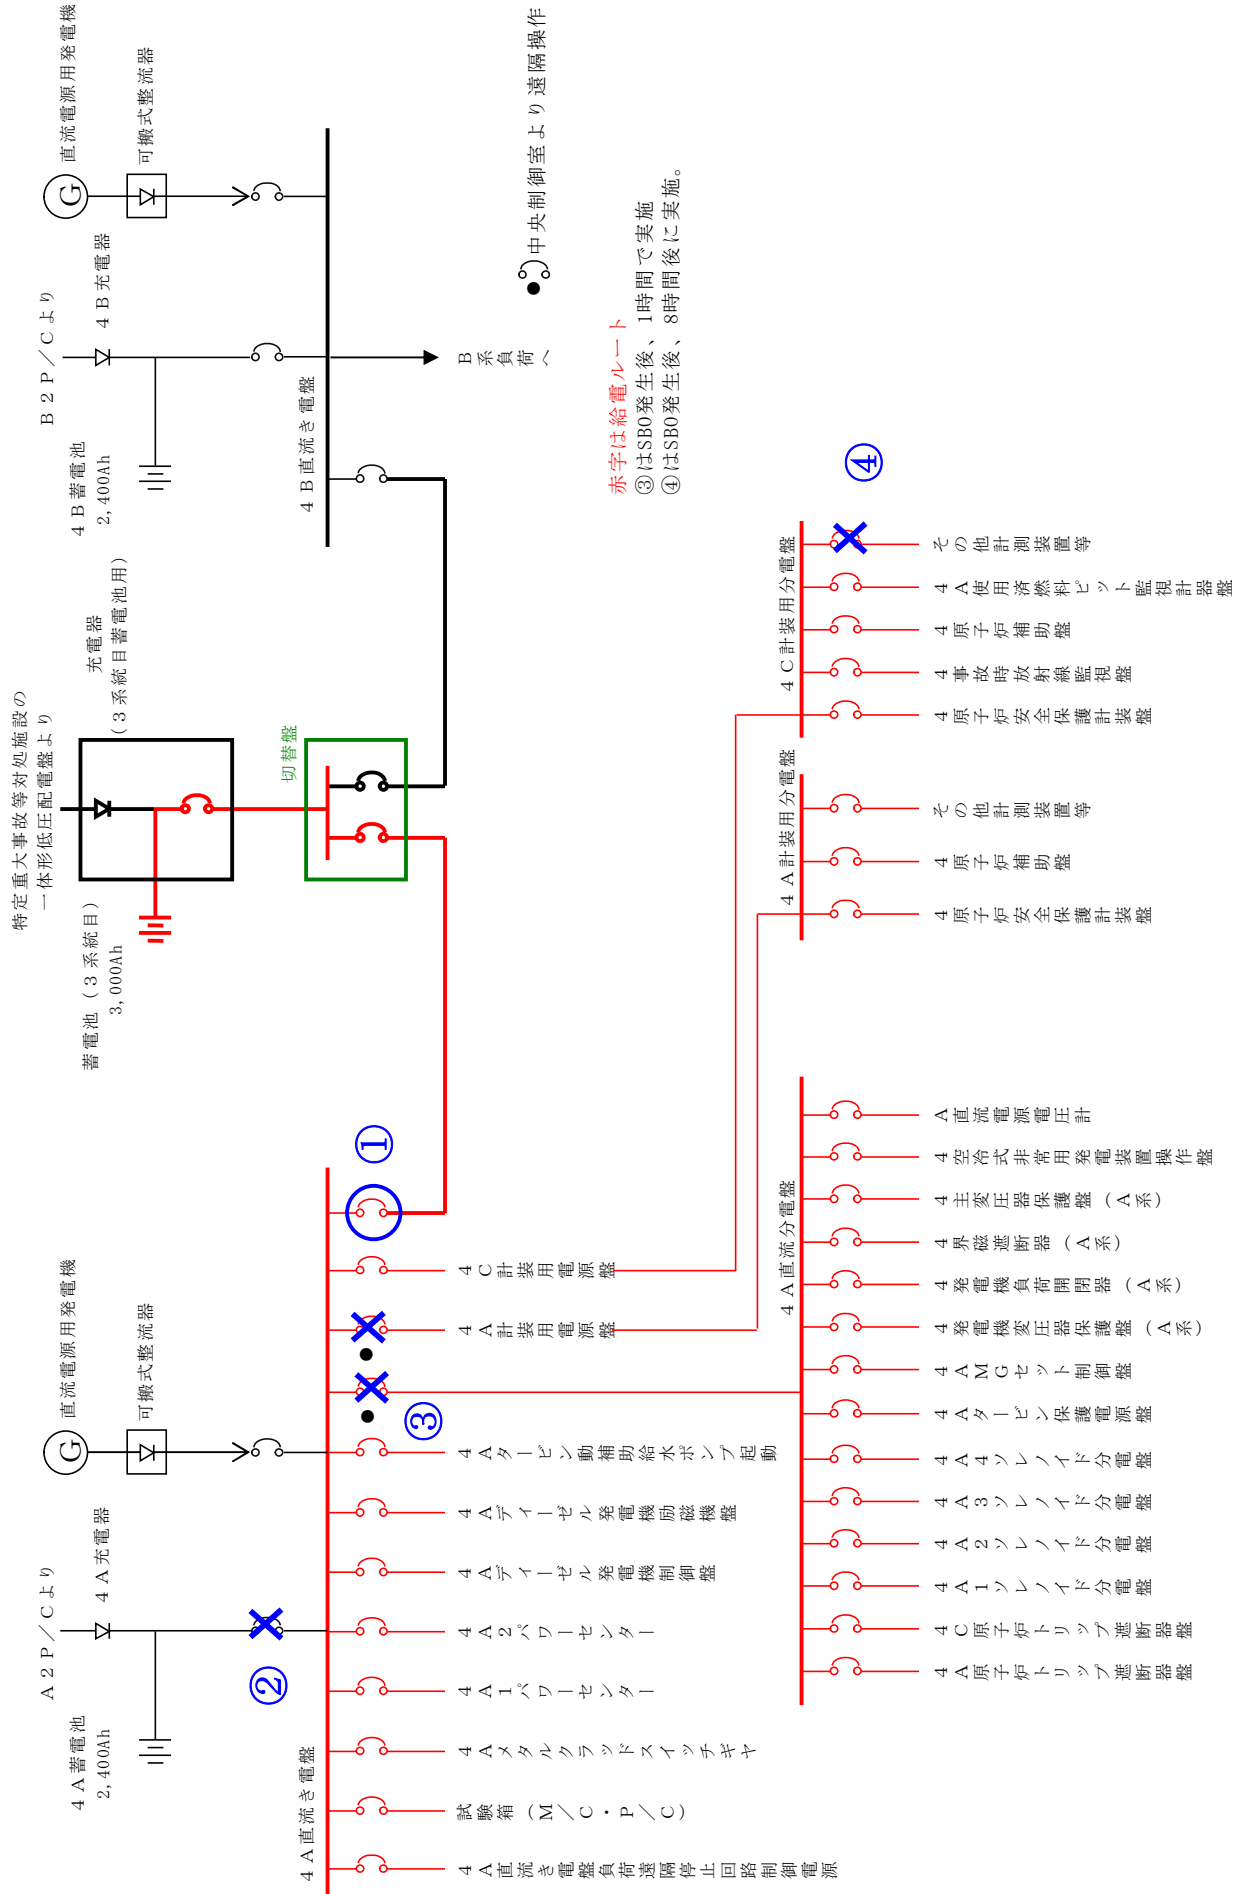 A2P/Cより
4A充電器
4A蓄電池
2,400Ah
②
G
直流電源用発電機
可搬式整流器
4A直流き電盤
4A直流き電盤負荷遠隔停止回路制御電源
試験箱(M/C・P/C)
4Aメタルクラッドスイッチギヤ
4A1パワーセンター
4A2パワーセンター
4Aディーゼル発電機制御盤
4Aディーゼル発電機励磁機盤
4Aタービン動補助給水ポンプ起動
③
4A計装用電源盤
4C計装用電源盤
①
特定重大事故等対処施設の
一体形低圧配電盤より
充電器
(3系統目蓄電池用)
蓄電池(3系統目)
3,000Ah
切替盤
B2P/Cより
4B充電器
4B蓄電池
2,400Ah
G
直流電源用発電機
可搬式整流器
4B直流き電盤
B系負荷へ
中央制御室より遠隔操作
赤字は給電ルート
③はSBO発生後、1時間で実施
④はSBO発生後、8時間後に実施。
4A直流分電盤
4A原子炉トリップ遮断器盤
4C原子炉トリップ遮断器盤
4A1ソレノイド分電盤
4A2ソレノイド分電盤
4A3ソレノイド分電盤
4A4ソレノイド分電盤
4Aタービン保護電源盤
4AMGセット制御盤
4発電機変圧器保護盤(A系)
4発電機負荷開閉器(A系)
4界磁遮断器(A系)
4主変圧器保護盤(A系)
4空冷式非常用発電装置操作盤
A直流電源電圧計
4A計装用分電盤
4原子炉安全保護計装盤
4原子炉補助盤
その他計測装置等
4C計装用分電盤
4原子炉安全保護計装盤
4事故時放射線監視盤
4原子炉補助盤
4A使用済燃料ピット監視計器盤
その他計測装置等
④